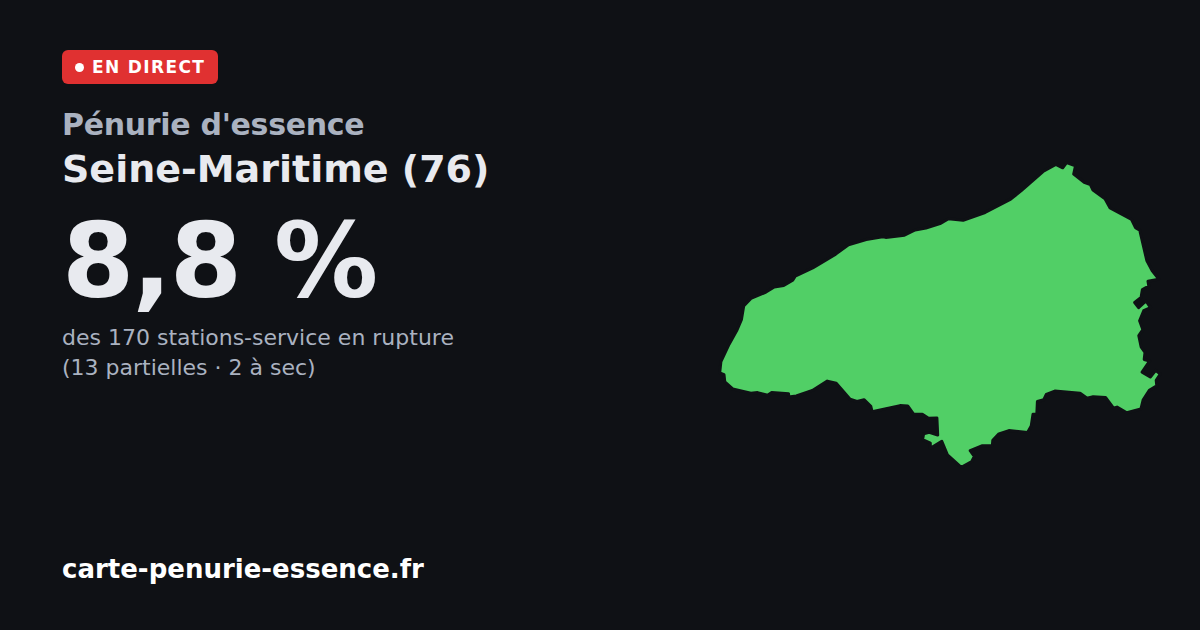 EN DIRECT
Pénurie d'essence
Seine-Maritime (76)
8,8 %
des 170 stations-service en rupture
(13 partielles · 2 à sec)
carte-penurie-essence.fr